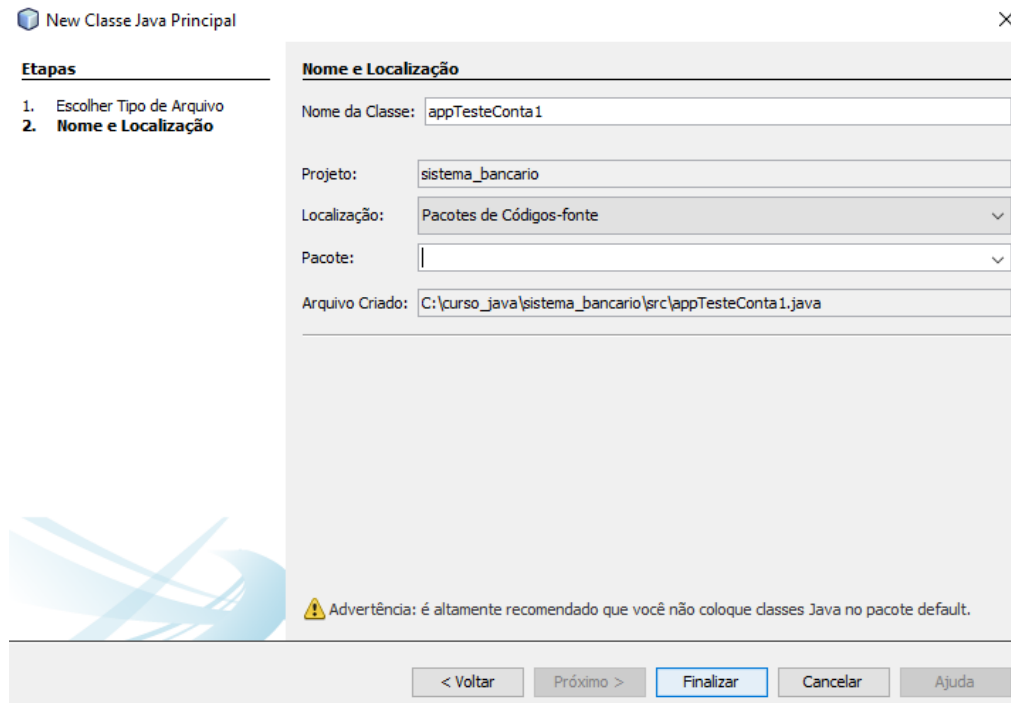 New Classe Java Principal
Etapas
1. Escolher Tipo de Arquivo
2. Nome e Localização
Nome e Localização
Nome da Classe: appTesteConta1
Projeto: sistema_bancario
Localização: Pacotes de Códigos-fonte
Pacote:
Arquivo Criado: C:\curso_java\sistema_bancario\src\appTesteConta1.java
Advertência: é altamente recomendado que você não coloque classes Java no pacote default.
< Voltar Próximo > Finalizar Cancelar Ajuda